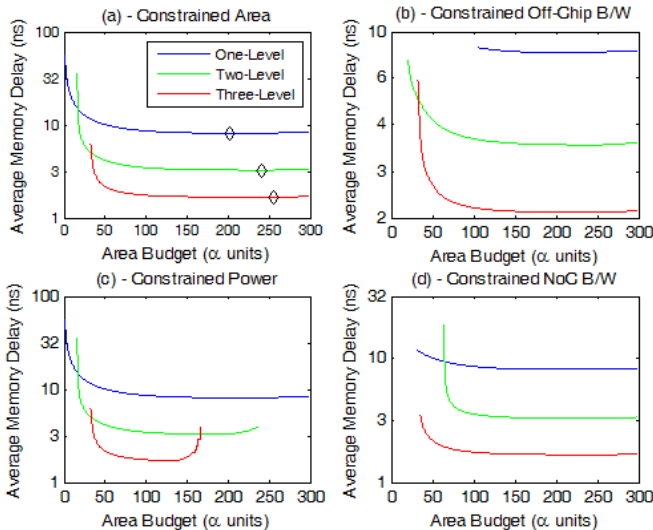 (a) - Constrained Area
Average Memory Delay (ns)
100
32
10
3
1
One-Level
Two-Level
Three-Level
0 50 100 150 200 250 300
Area Budget (α units)
(b) - Constrained Off-Chip B/W
Average Memory Delay (ns)
10
6
4
2
2
0 50 100 150 200 250 300
Area Budget (α units)
(c) - Constrained Power
Average Memory Delay (ns)
100
32
10
3
1
0 50 100 150 200 250 300
Area Budget (α units)
(d) - Constrained NoC B/W
Average Memory Delay (ns)
32
10
3
1
0 50 100 150 200 250 300
Area Budget (α units)